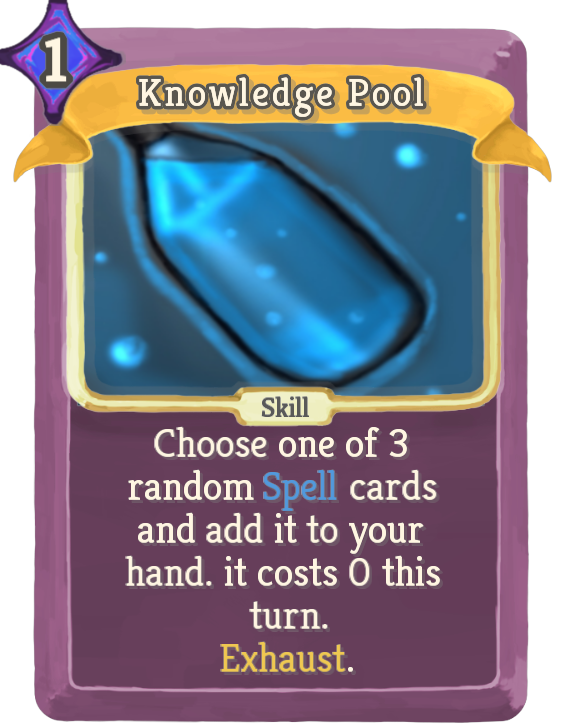 1
Knowledge Pool
Skill
Choose one of 3
random Spell cards
and add it to your
hand. it costs 0 this
turn.
Exhaust.